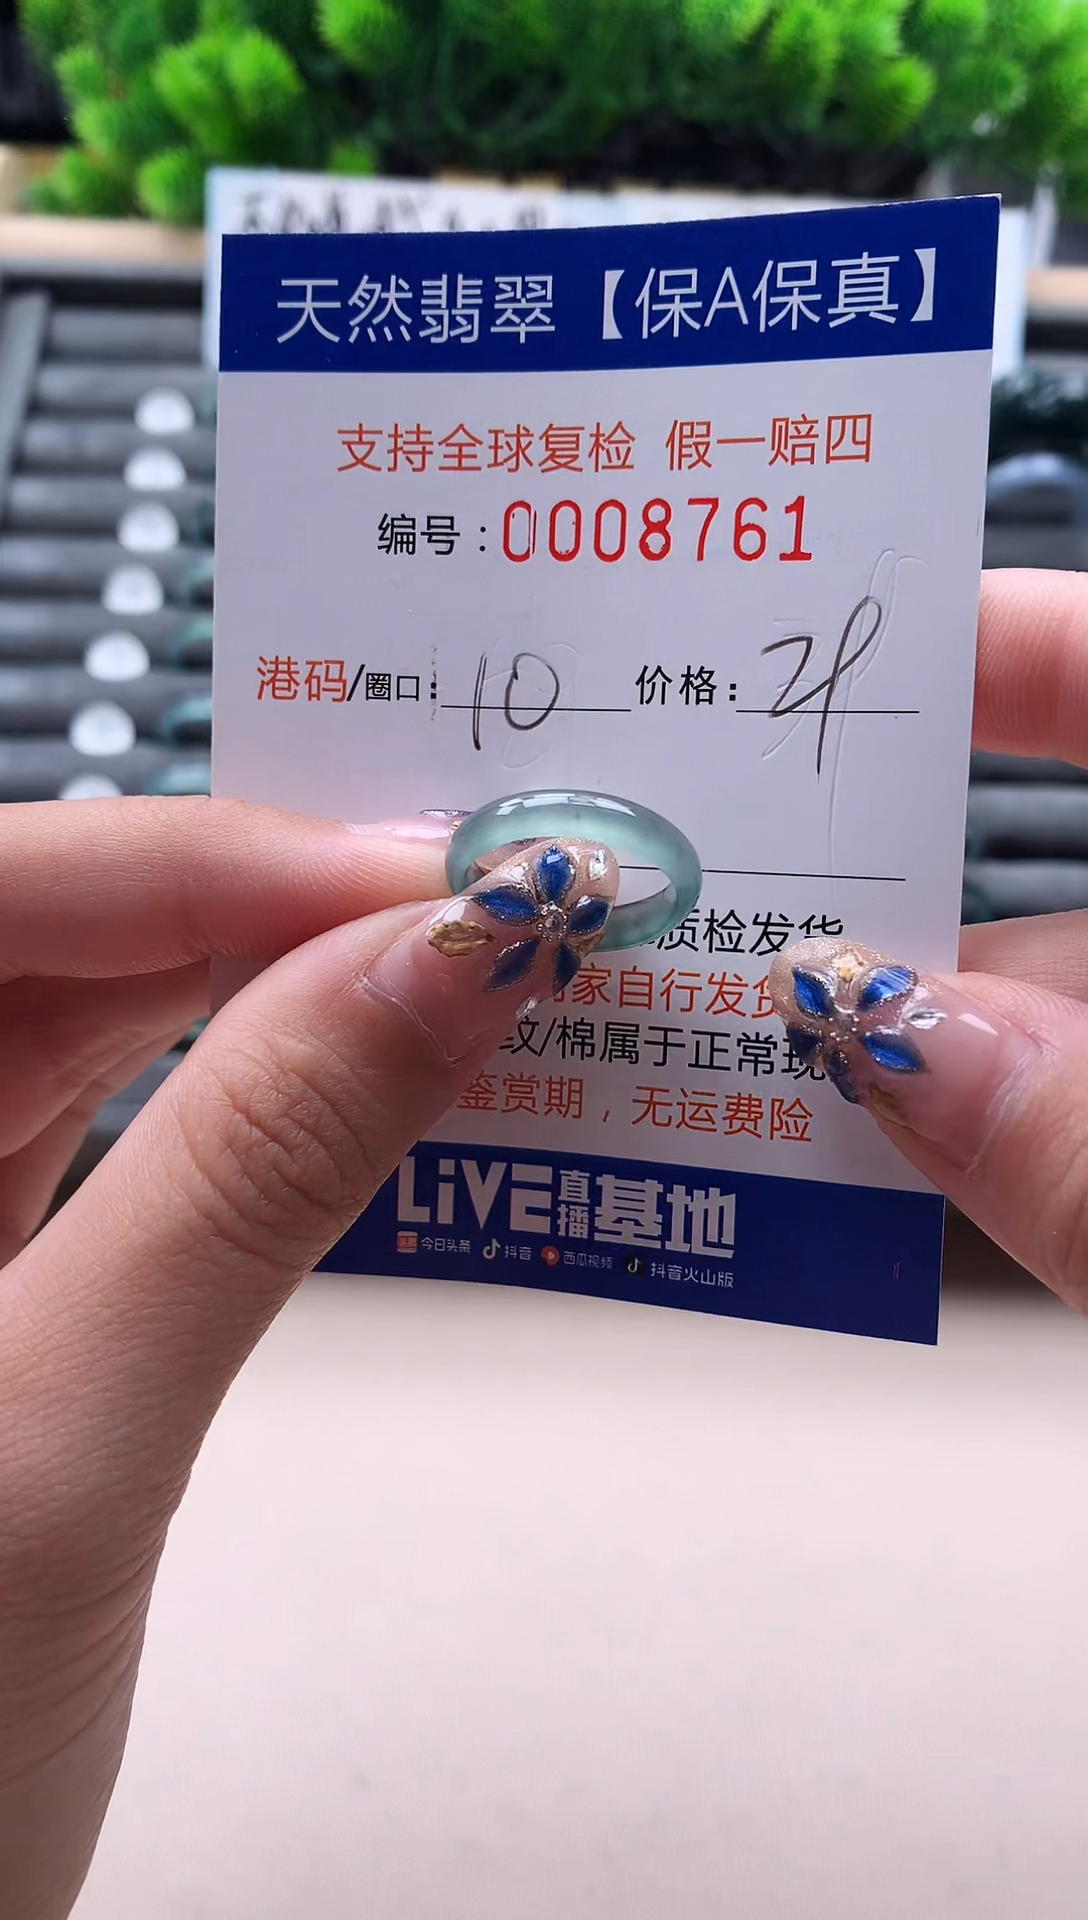 天然翡翠【保A保真】
支持全球复检 假一赔四
编号：0008761
港码/圈口：10 价格：
质检发货
家自行发货
纹/棉属于正常现
鉴赏期，无运费险
LiVE直播基地
今日头条 抖音 西瓜视频 抖音火山版